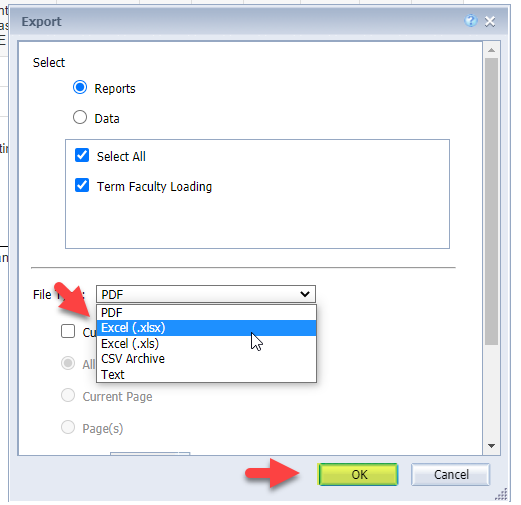 Export
Select
Reports
Data
Select All
Term Faculty Loading
File PDF
PDF
Excel (.xlsx)
Excel (.xls)
CSV Archive
Text
All
Current Page
Page(s)
OK Cancel